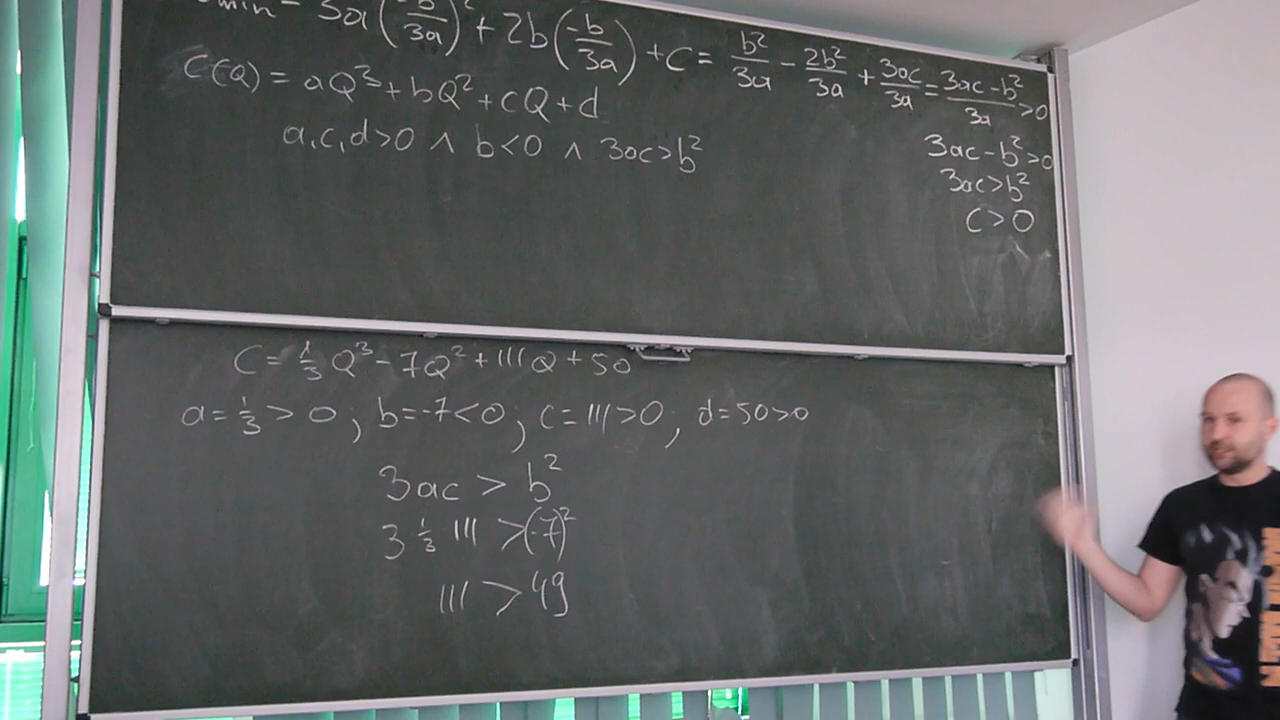 min = 3a(-b/3a)² + 2b(-b/3a) + C = b²/3a - 2b²/3a + 3ac/3a = 3ac-b²/3a >0
C(Q) = aQ³+bQ²+cQ+d
a,c,d>0 ∧ b<0 ∧ 3ac>b²
3ac-b²>0
3ac>b²
C>0
C= 1/3 Q³-7Q²+111Q+50
a=1/3>0; b=-7<0; c=111>0; d=50>0
3ac > b²
3 1/3 111 >(-7)²
111 > 49